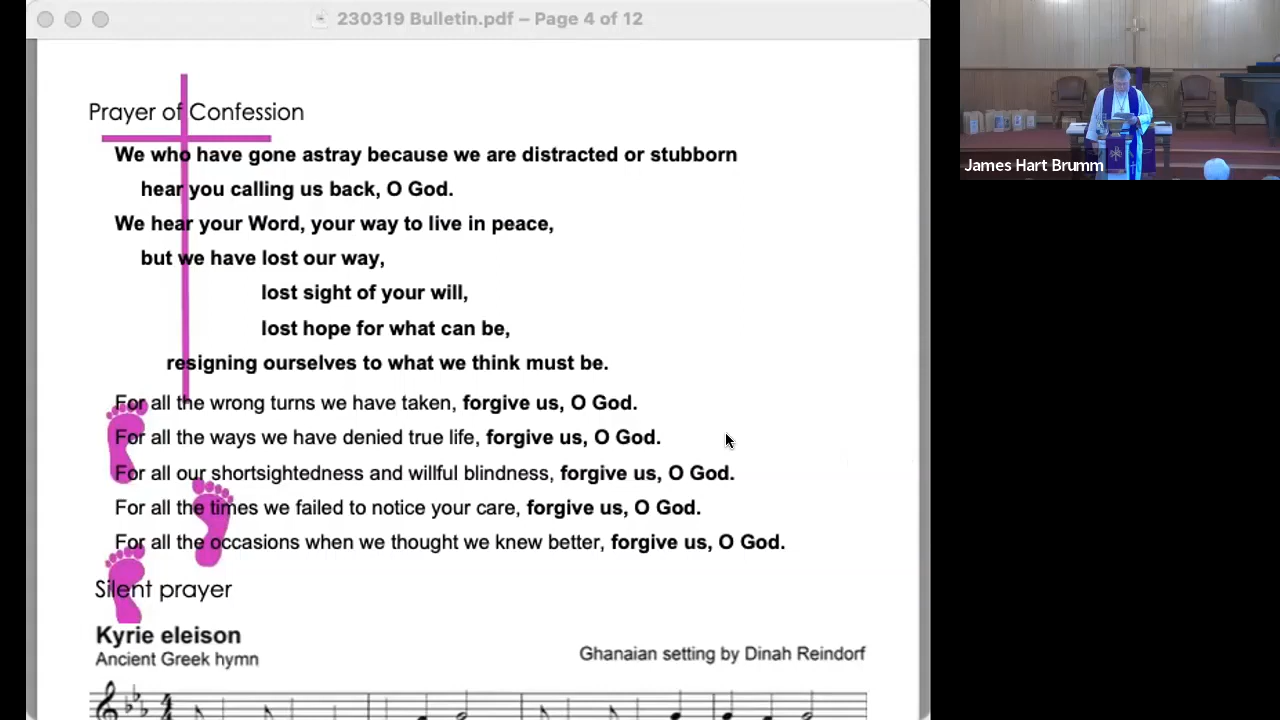 230319 Bulletin.pdf – Page 4 of 12
Prayer of Confession
We who have gone astray because we are distracted or stubborn
hear you calling us back, O God.
We hear your Word, your way to live in peace,
but we have lost our way,
lost sight of your will,
lost hope for what can be,
resigning ourselves to what we think must be.
For all the wrong turns we have taken, forgive us, O God.
For all the ways we have denied true life, forgive us, O God.
For all our shortsightedness and willful blindness, forgive us, O God.
For all the times we failed to notice your care, forgive us, O God.
For all the occasions when we thought we knew better, forgive us, O God.
Silent prayer
Kyrie eleison
Ancient Greek hymn
Ghanaian setting by Dinah Reindorf
4
James Hart Brumm